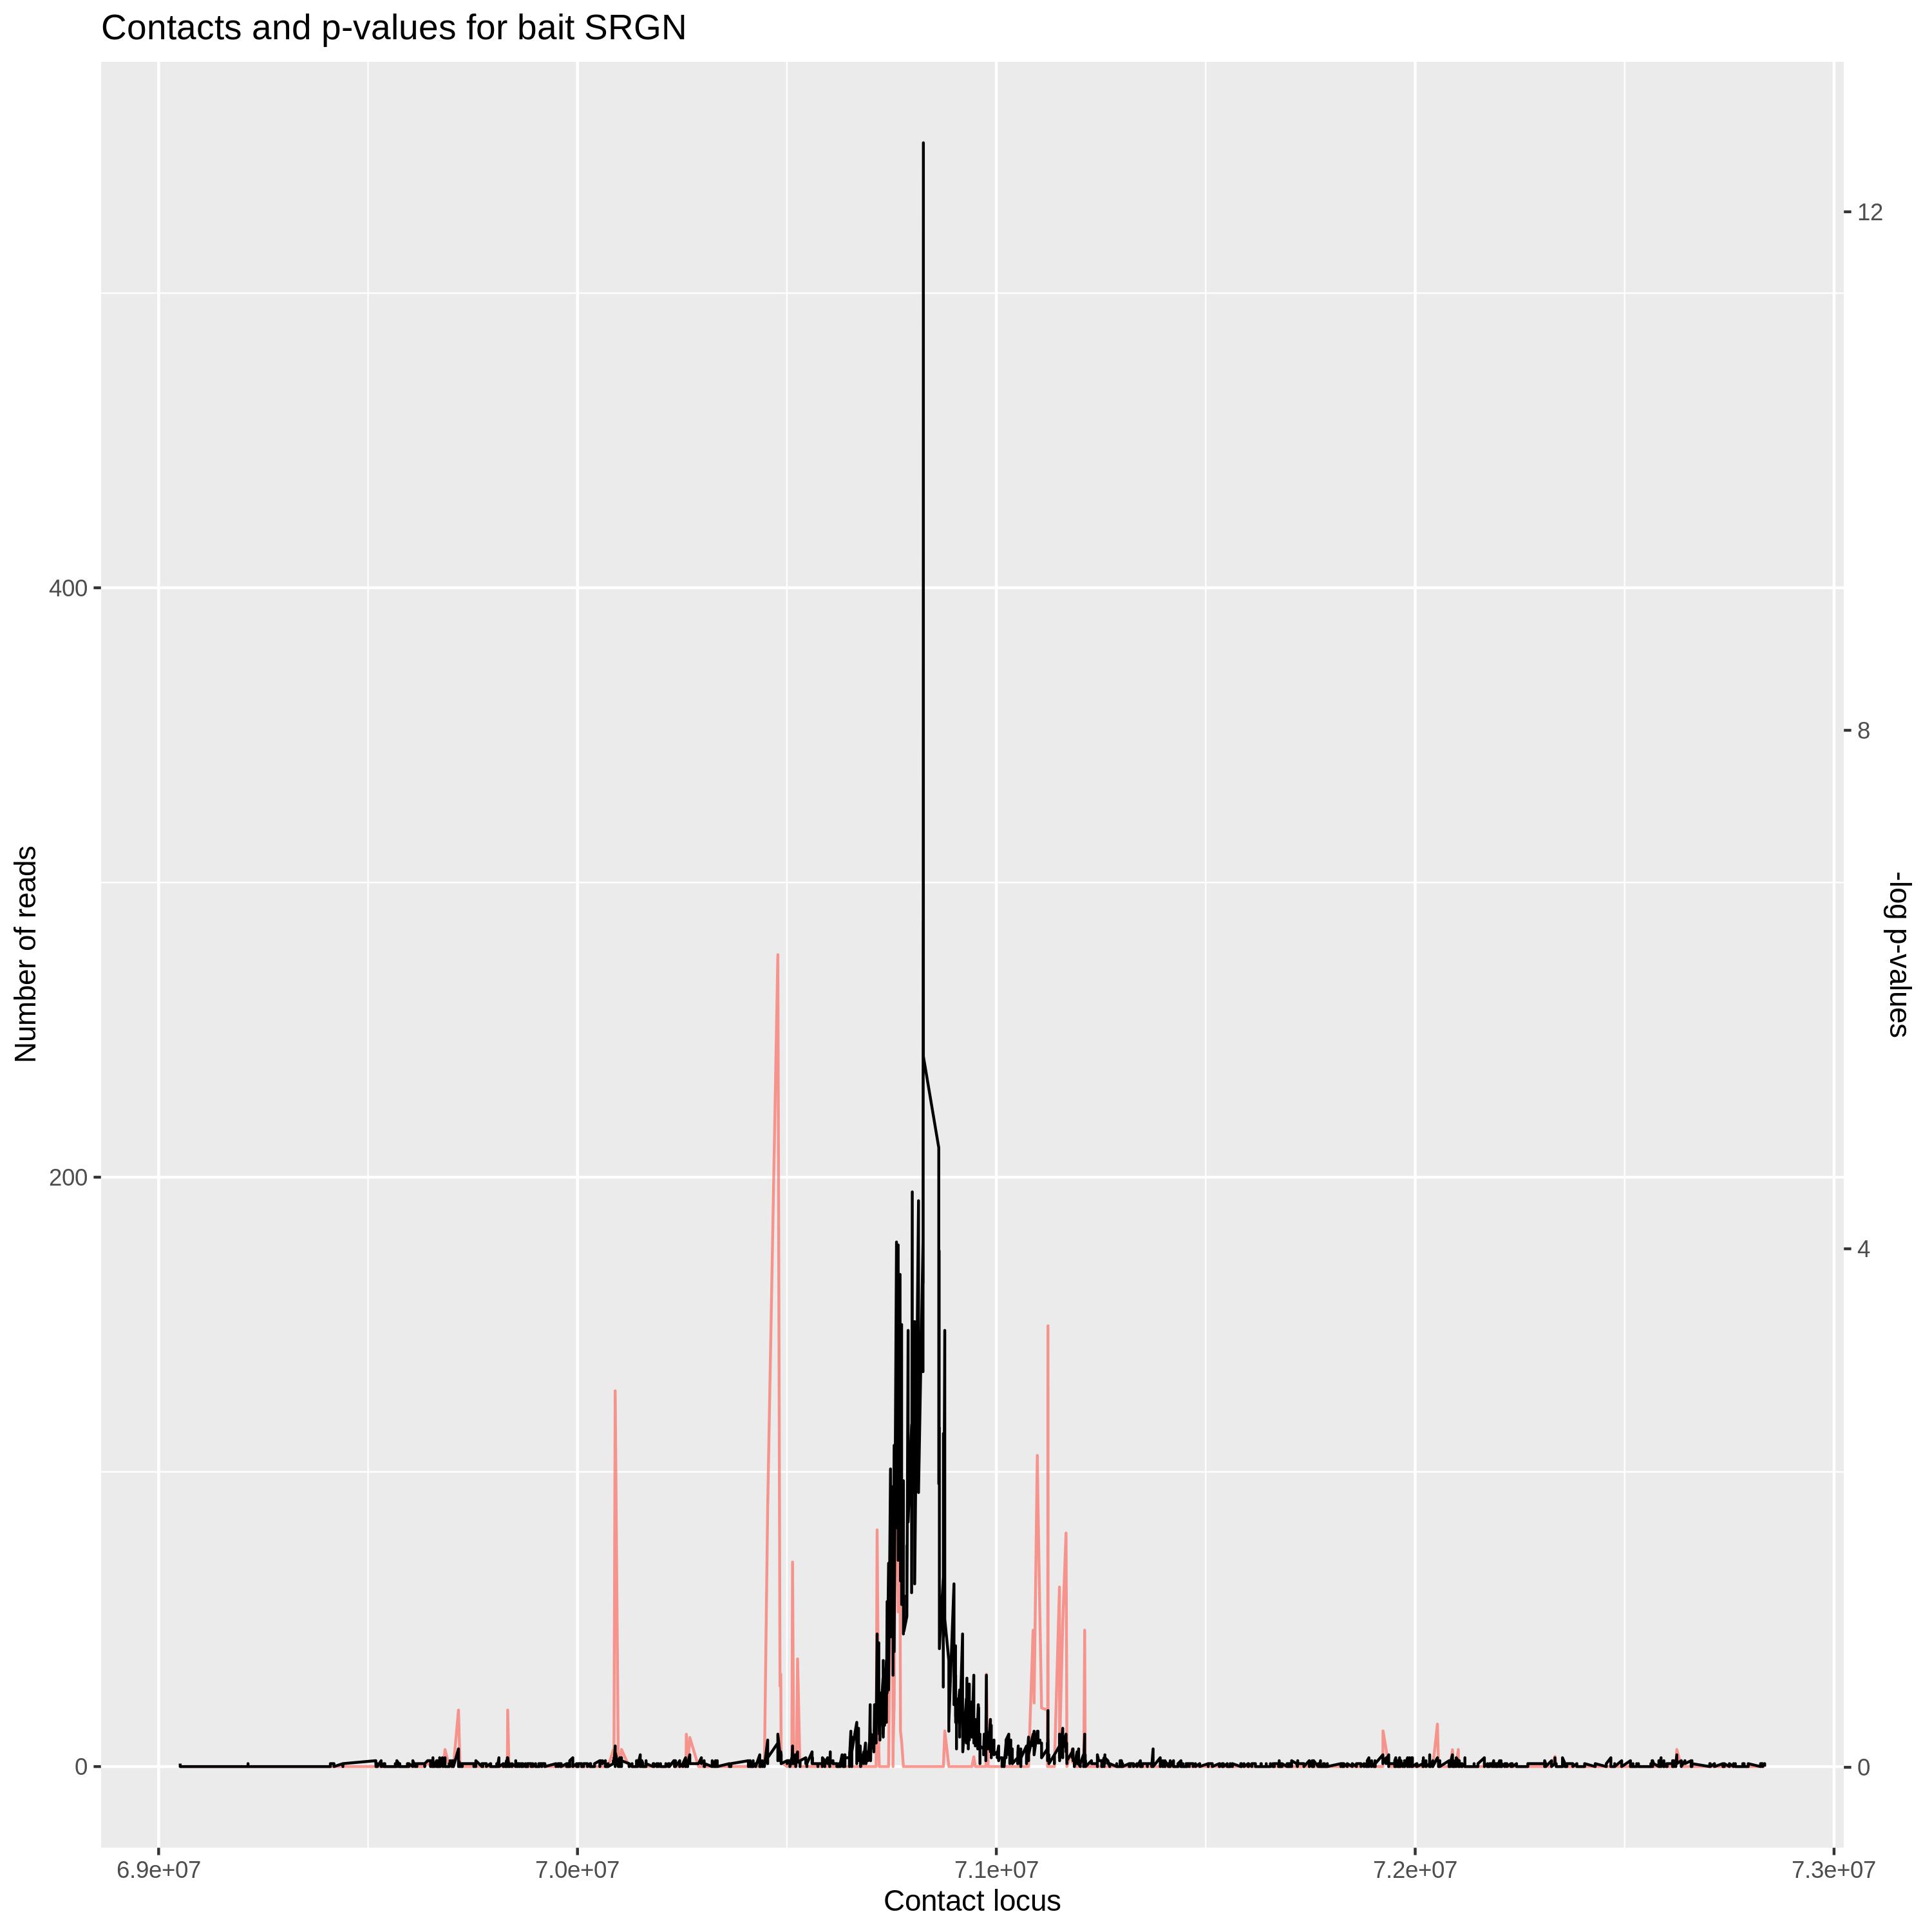 Contacts and p-values for bait SRGN
12
400
8
Number of reads
-log p-values
200
4
0
0
6.9e+07 7.0e+07 7.1e+07 7.2e+07 7.3e+07
Contact locus